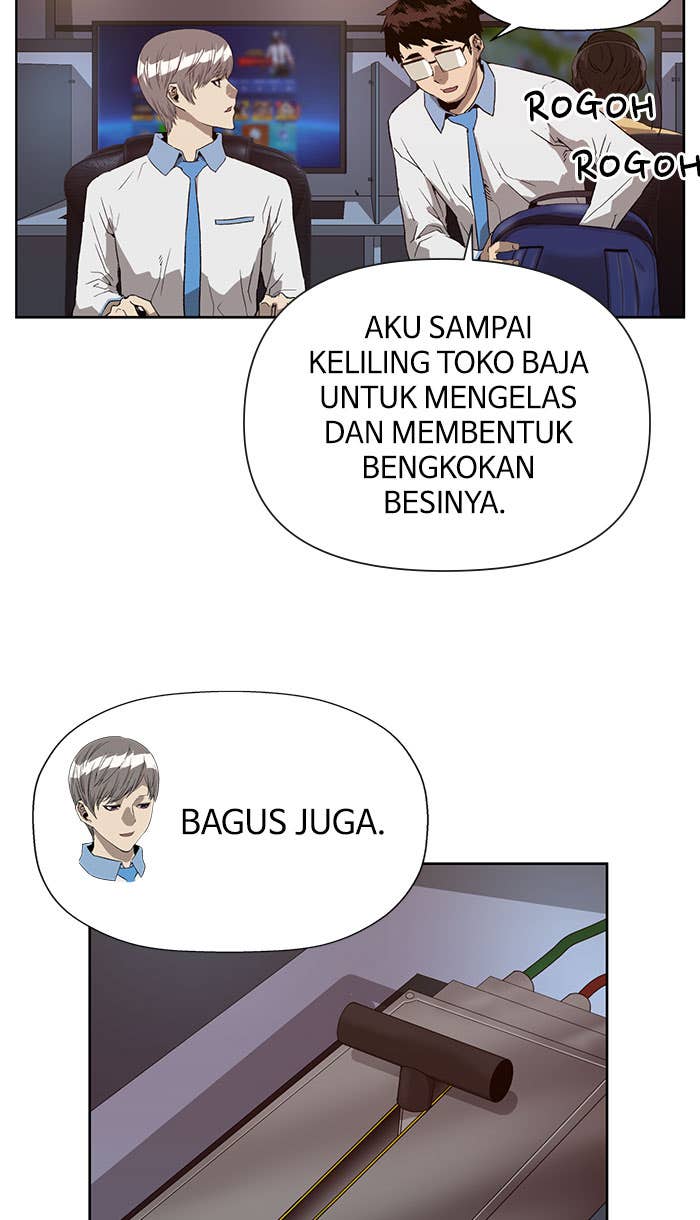 ROGOH
ROGOH
AKU SAMPAI
KELILING TOKO BAJA
UNTUK MENGELAS
DAN MEMBENTUK
BENGKOKAN
BESINYA.
BAGUS JUGA.